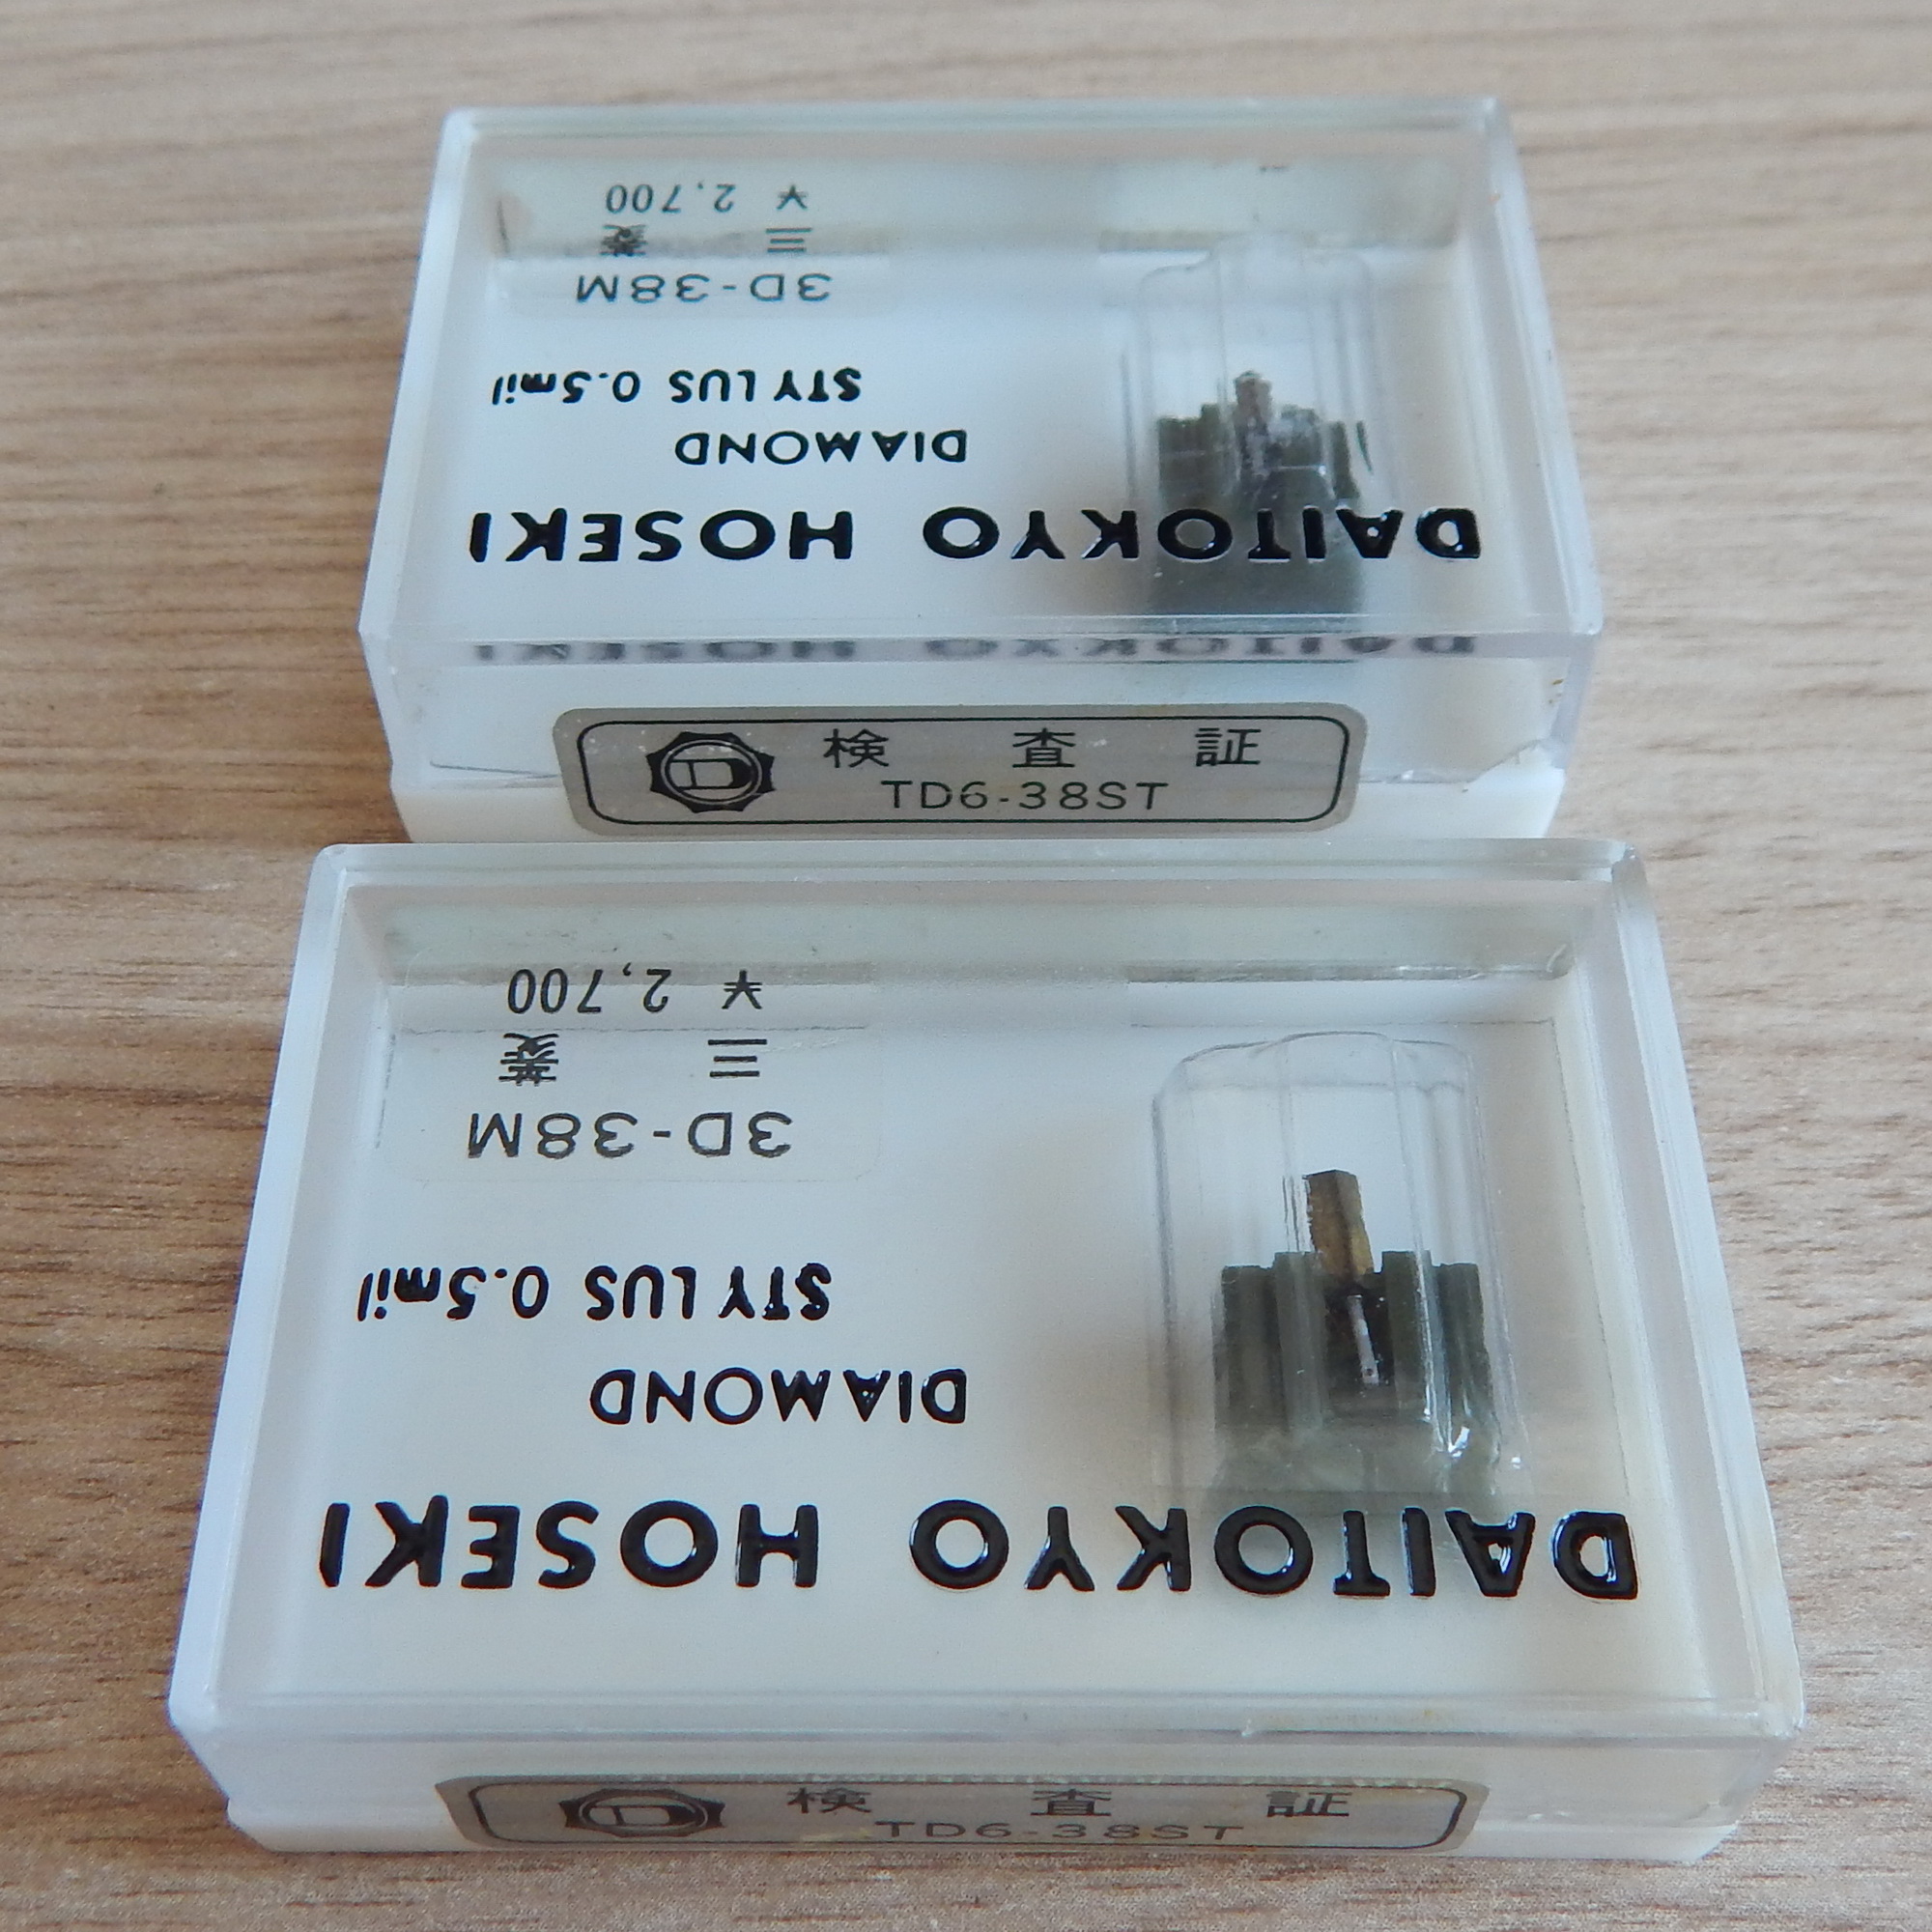 DAITOKYO HOSEKI
DIAMOND
STYLUS 0.5mil
3D-38M
三菱
¥2,700
D 検査証
TD6-38ST
DAITOKYO HOSEKI
DIAMOND
STYLUS 0.5mil
3D-38M
三菱
¥2,700
D 検査証
TD6-38ST